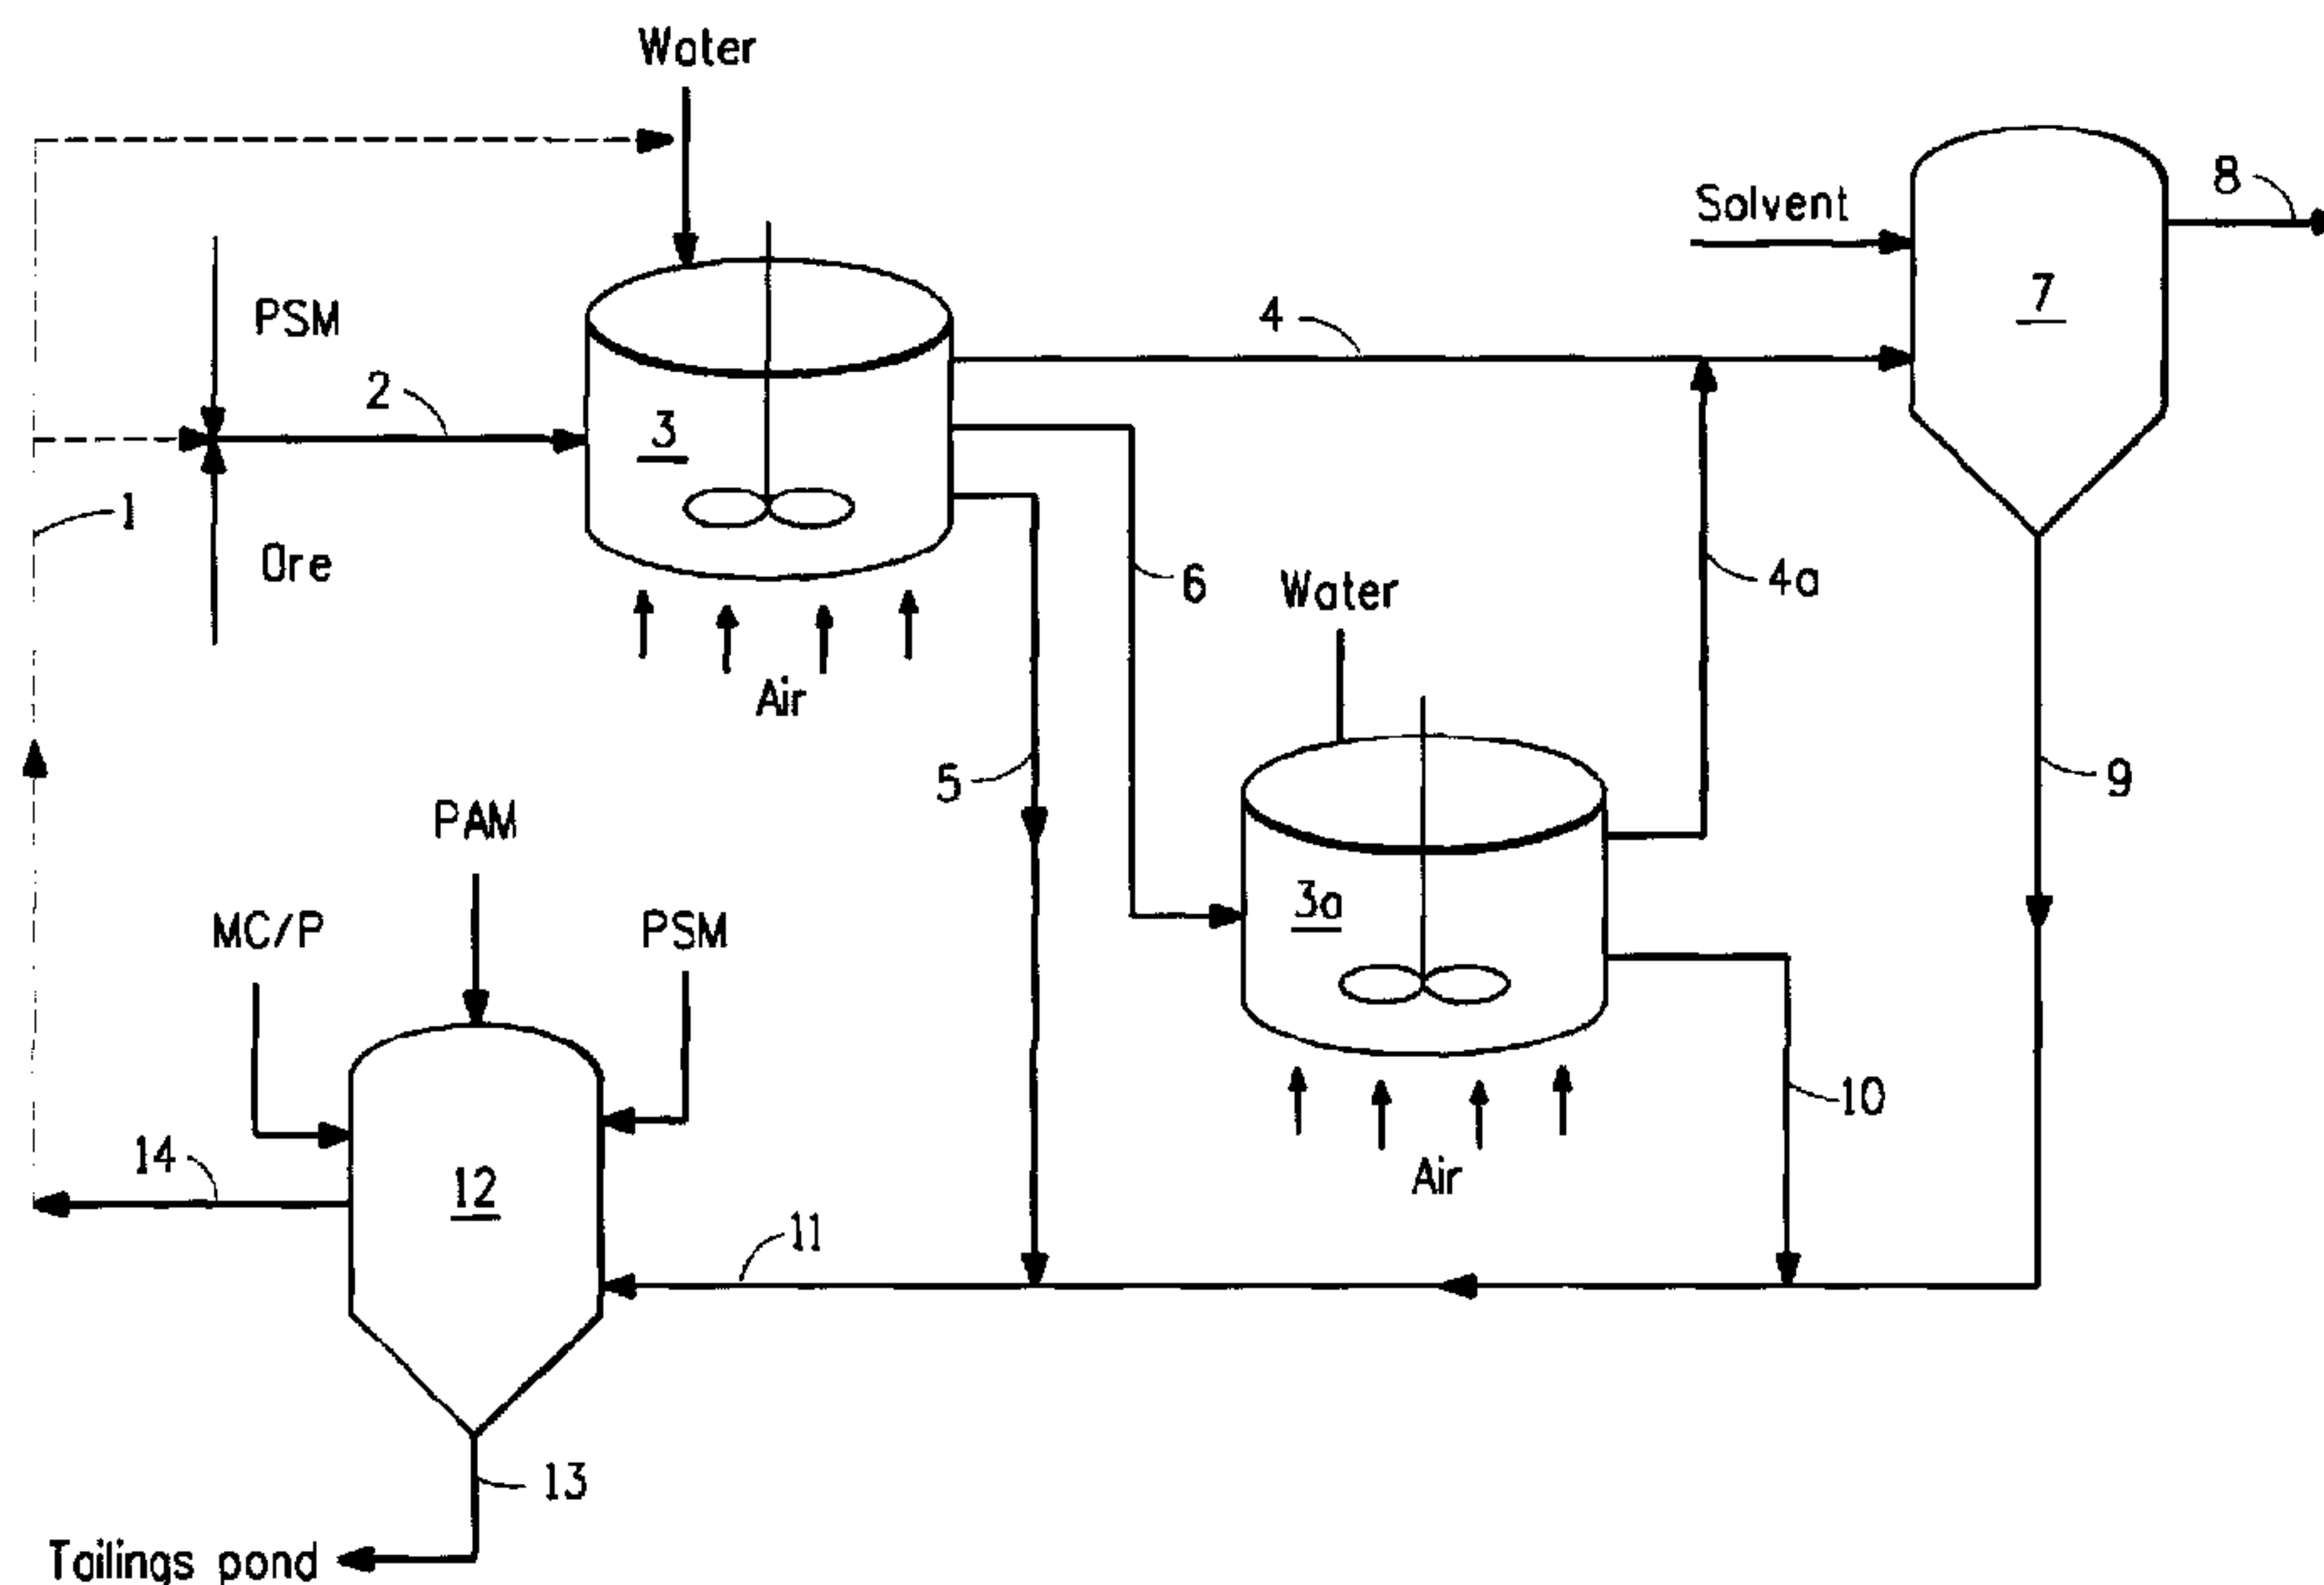 Water
Solvent
8
7
PSM
4
2
3
1
Ore
6
Water
4a
Air
5
9
PAM
3a
MC/P
PSM
10
14
12
Air
11
13
Tailings pond